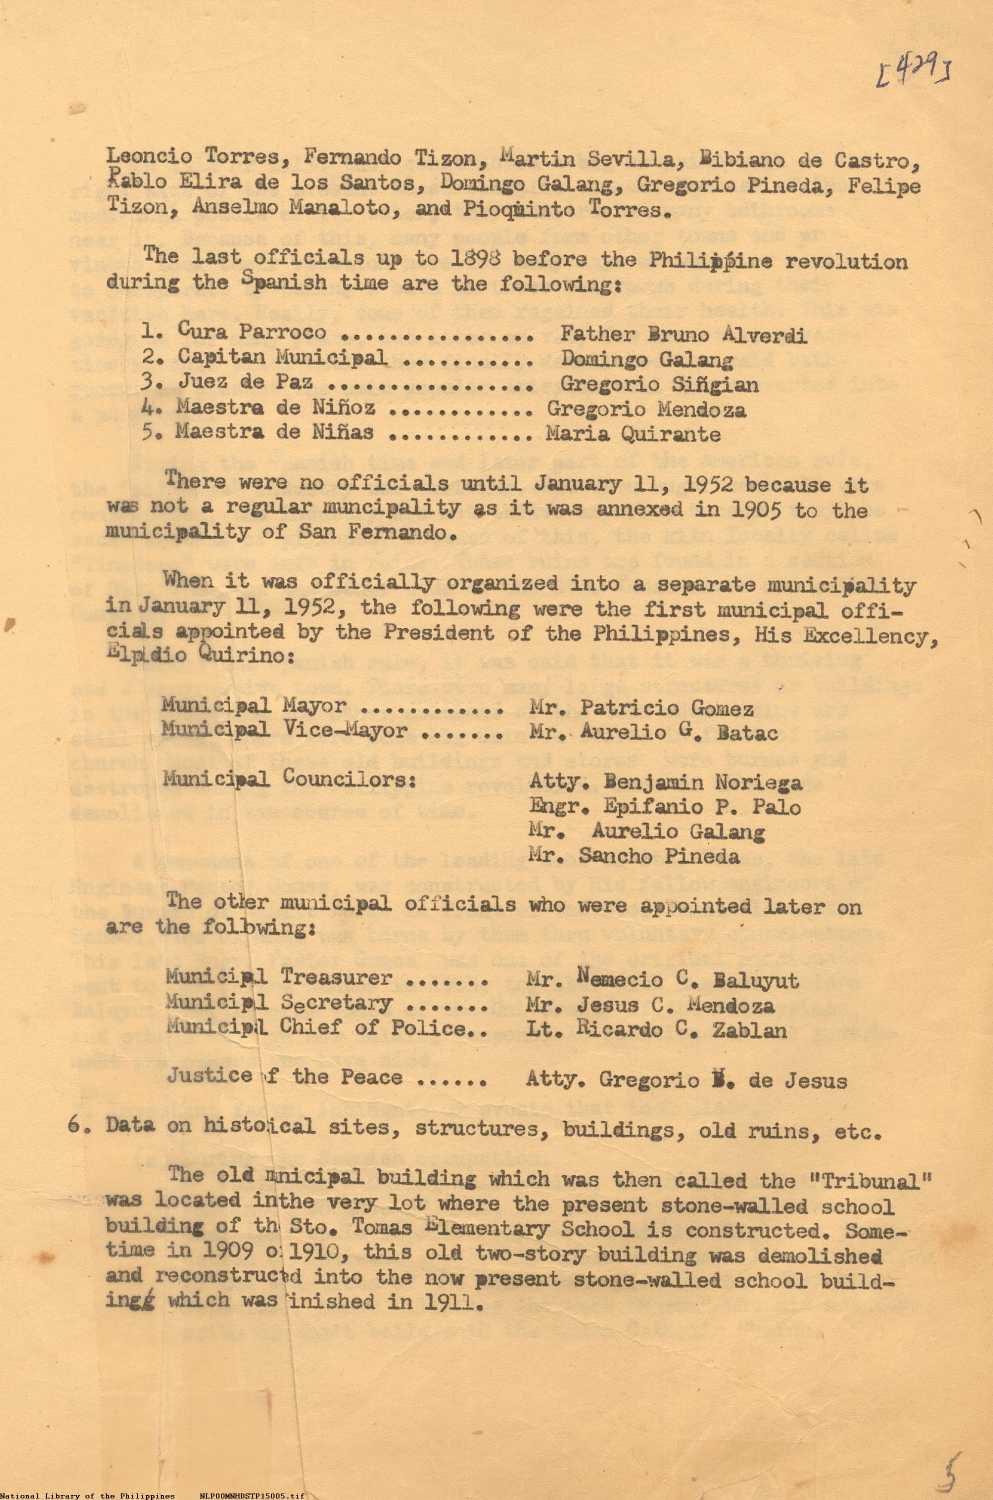 [429]
Leoncio Torres, Fernando Tizon, Martin Sevilla, Bibiano de Castro,
Pablo Elira de los Santos, Domingo Galang, Gregorio Pineda, Felipe
Tizon, Anselmo Manaloto, and Pioquinto Torres.
The last officials up to 1898 before the Philippine revolution
during the Spanish time are the following:
1. Cura Parroco ................ Father Bruno Alverdi
2. Capitan Municipal ........... Domingo Galang
3. Juez de Paz ................. Gregorio Siñgian
4. Maestra de Niñoz ............ Gregorio Mendoza
5. Maestra de Niñas ............ Maria Quirante
There were no officials until January 11, 1952 because it
was not a regular muncipality as it was annexed in 1905 to the
municipality of San Fernando.
When it was officially organized into a separate municipality
in January 11, 1952, the following were the first municipal offi-
cials appointed by the President of the Philippines, His Excellency,
Elpidio Quirino:
Municipal Mayor ............ Mr. Patricio Gomez
Municipal Vice-Mayor ....... Mr. Aurelio G. Batac
Municipal Councilors: Atty. Benjamin Noriega
Engr. Epifanio P. Palo
Mr. Aurelio Galang
Mr. Sancho Pineda
The other municipal officials who were appointed later on
are the following:
Municipal Treasurer ....... Mr. Nemecio C. Baluyut
Municipal Secretary ....... Mr. Jesus C. Mendoza
Municipal Chief of Police.. Lt. Ricardo C. Zablan
Justice of the Peace ...... Atty. Gregorio de Jesus
6. Data on historical sites, structures, buildings, old ruins, etc.
The old municipal building which was then called the "Tribunal"
was located inthe very lot where the present stone-walled school
building of the Sto. Tomas Elementary School is constructed. Some-
time in 1909 or 1910, this old two-story building was demolished
and reconstructed into the now present stone-walled school build-
ing which was finished in 1911.
5
National Library of the Philippines NLPOOMNHDSTP15005.tif